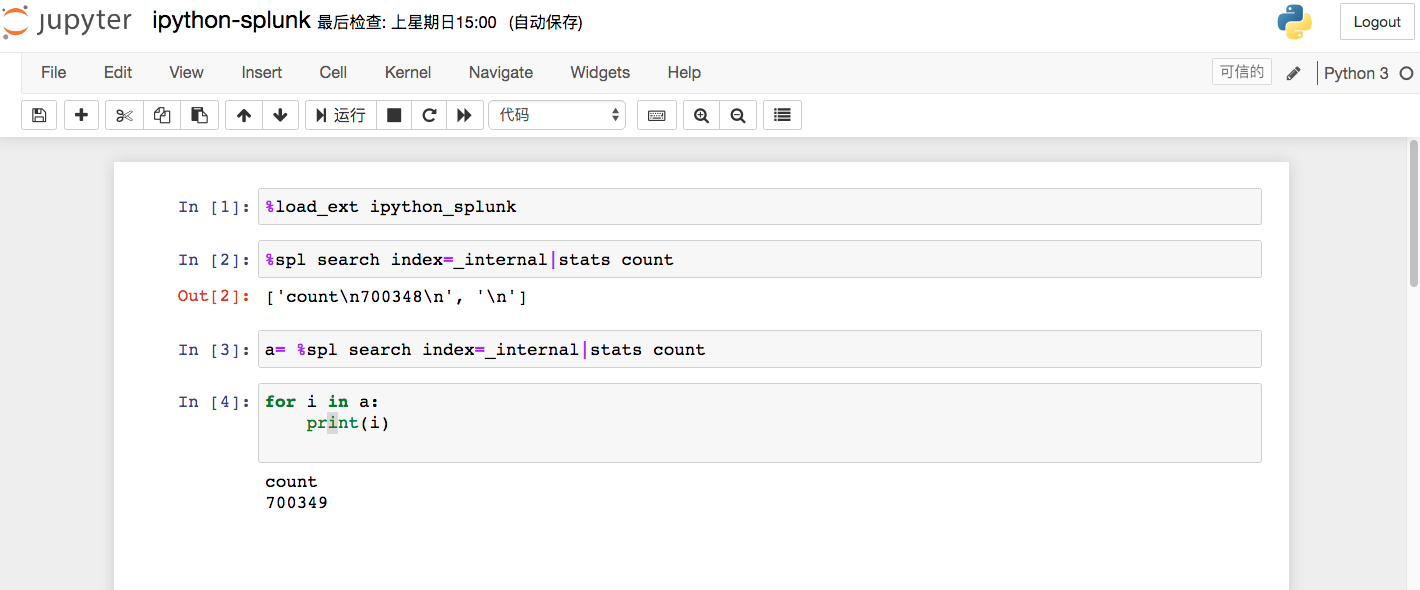 jupyter ipython-splunk 最后检查: 上星期日15:00 (自动保存) Logout
File Edit View Insert Cell Kernel Navigate Widgets Help 可信的 Python 3
运行 代码
In [1]: %load_ext ipython_splunk
In [2]: %spl search index=_internal|stats count
Out[2]: ['count\n700348\n', '\n']
In [3]: a= %spl search index=_internal|stats count
In [4]: for i in a:
print(i)
count
700349